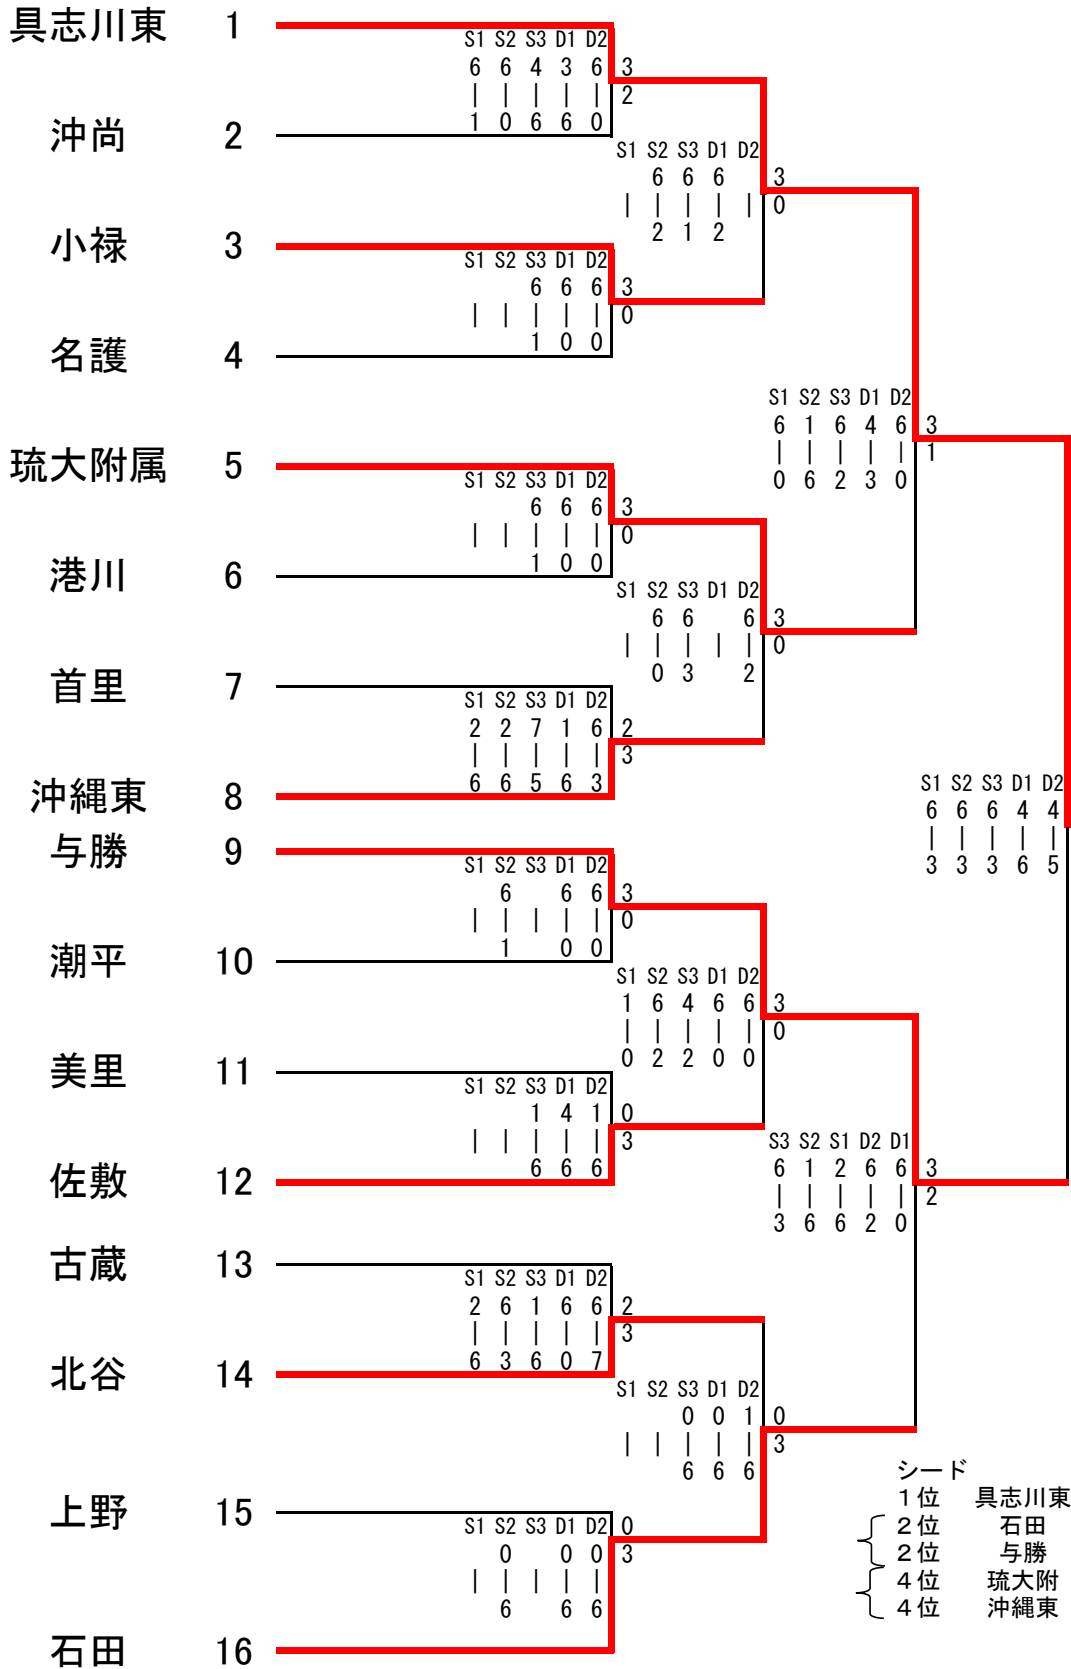 具志川東 1
S1 S2 S3 D1 D2
6 6 4 3 6 3
| | | | | 2
1 0 6 6 0
沖尚 2
S1 S2 S3 D1 D2
6 6 6 3
| | | | | 0
2 1 2
小禄 3
S1 S2 S3 D1 D2
6 6 6 3
| | | | | 0
1 0 0
名護 4
S1 S2 S3 D1 D2
6 1 6 4 6 3
| | | | | 1
0 6 2 3 0
琉大附属 5
S1 S2 S3 D1 D2
6 6 6 3
| | | | | 0
1 0 0
港川 6
S1 S2 S3 D1 D2
6 6 6 3
| | | | | 0
0 3 2
首里 7
S1 S2 S3 D1 D2
2 2 7 1 6 2
| | | | | 3
6 6 5 6 3
沖縄東 8
S1 S2 S3 D1 D2
6 6 6 4 4
| | | | |
3 3 3 6 5
与勝 9
S1 S2 S3 D1 D2
6 6 6 3
| | | | | 0
1 0 0
潮平 10
S1 S2 S3 D1 D2
1 6 4 6 6 3
| | | | | 0
0 2 2 0 0
美里 11
S1 S2 S3 D1 D2
1 4 1 0
| | | | | 3
6 6 6
S3 S2 S1 D2 D1
6 1 2 6 6 3
| | | | | 2
3 6 6 2 0
佐敷 12
古蔵 13
S1 S2 S3 D1 D2
2 6 1 6 6 2
| | | | | 3
6 3 6 0 7
北谷 14
S1 S2 S3 D1 D2
0 0 1 0
| | | | | 3
6 6 6
上野 15
S1 S2 S3 D1 D2 0
0 0 0 3
| | | | |
6 6 6
石田 16
シード
1位 具志川東
2位 石田
2位 与勝
4位 琉大附
4位 沖縄東